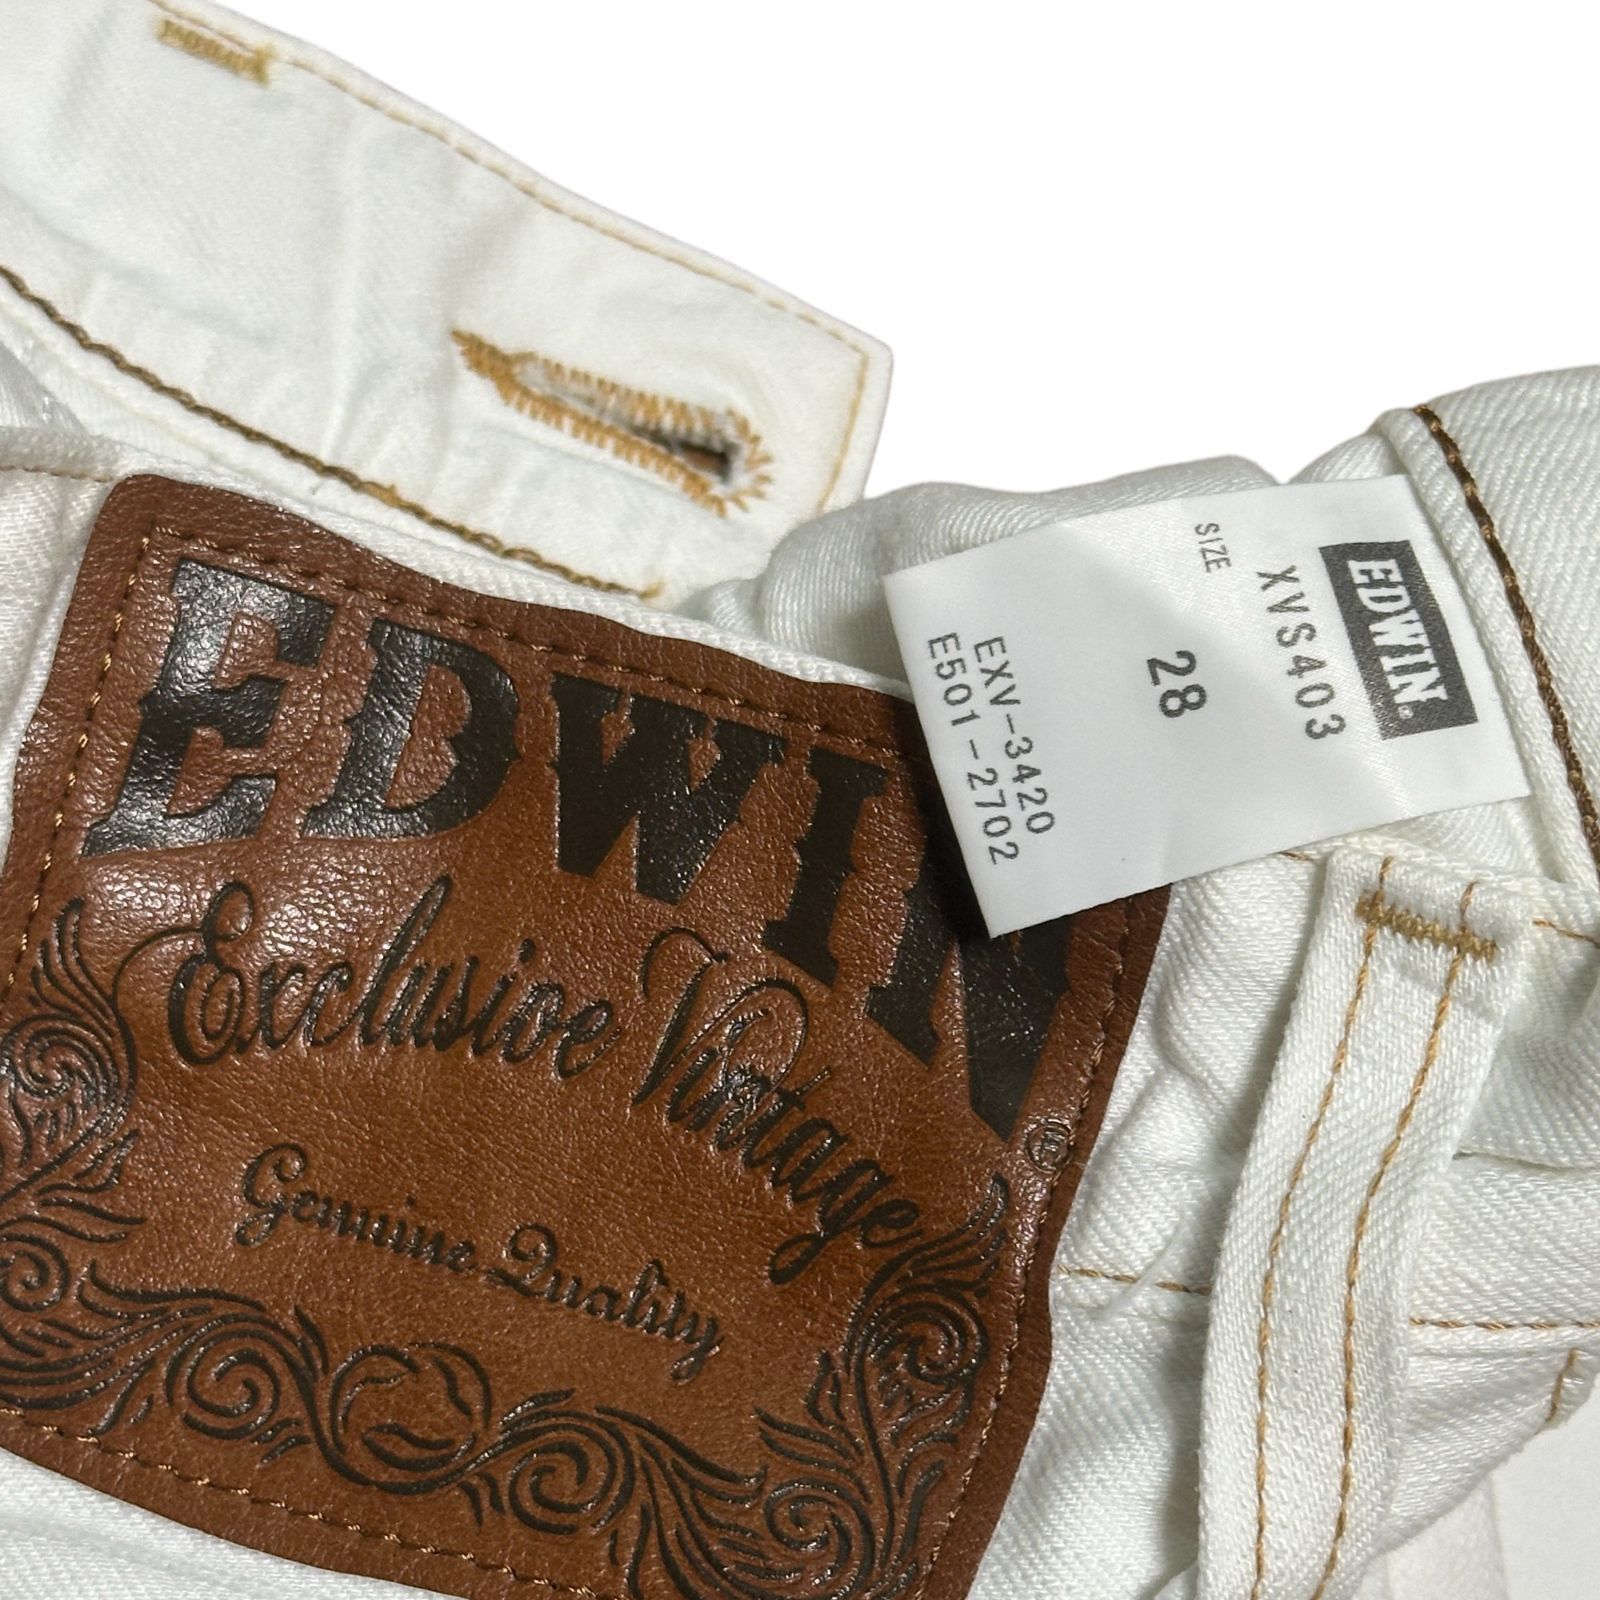 EDWIN
Exclusive Vintage
Genuine Quality
®
EDWIN.
XVS403
SIZE
28
EXV-3420
E501-2702